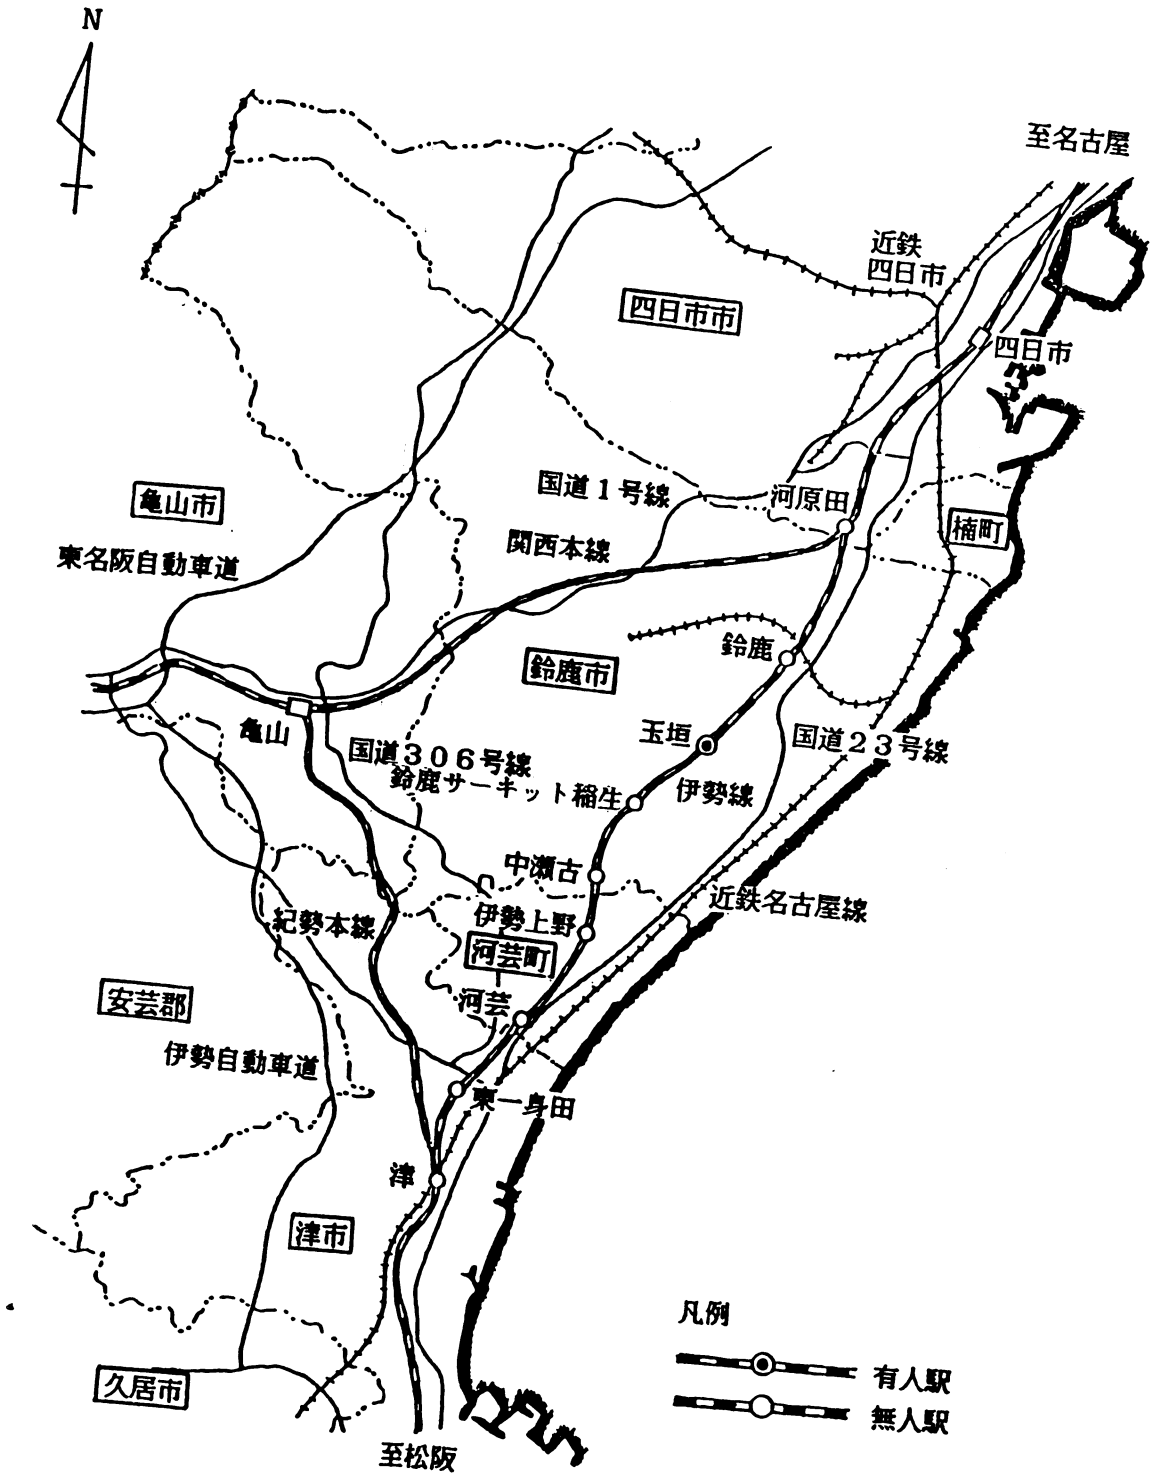 N
至名古屋
近鉄
四日市
四日市市
四日市
亀山市
国道1号線
河原田
楠町
東名阪自動車道
関西本線
鈴鹿市
鈴鹿
亀山
国道306号線
玉垣
国道23号線
鈴鹿サーキット稲生
伊勢線
中瀬古
近鉄名古屋線
紀勢本線
伊勢上野
河芸町
安芸郡
河芸
伊勢自動車道
東一身田
津
津市
凡例
有人駅
久居市
無人駅
至松阪